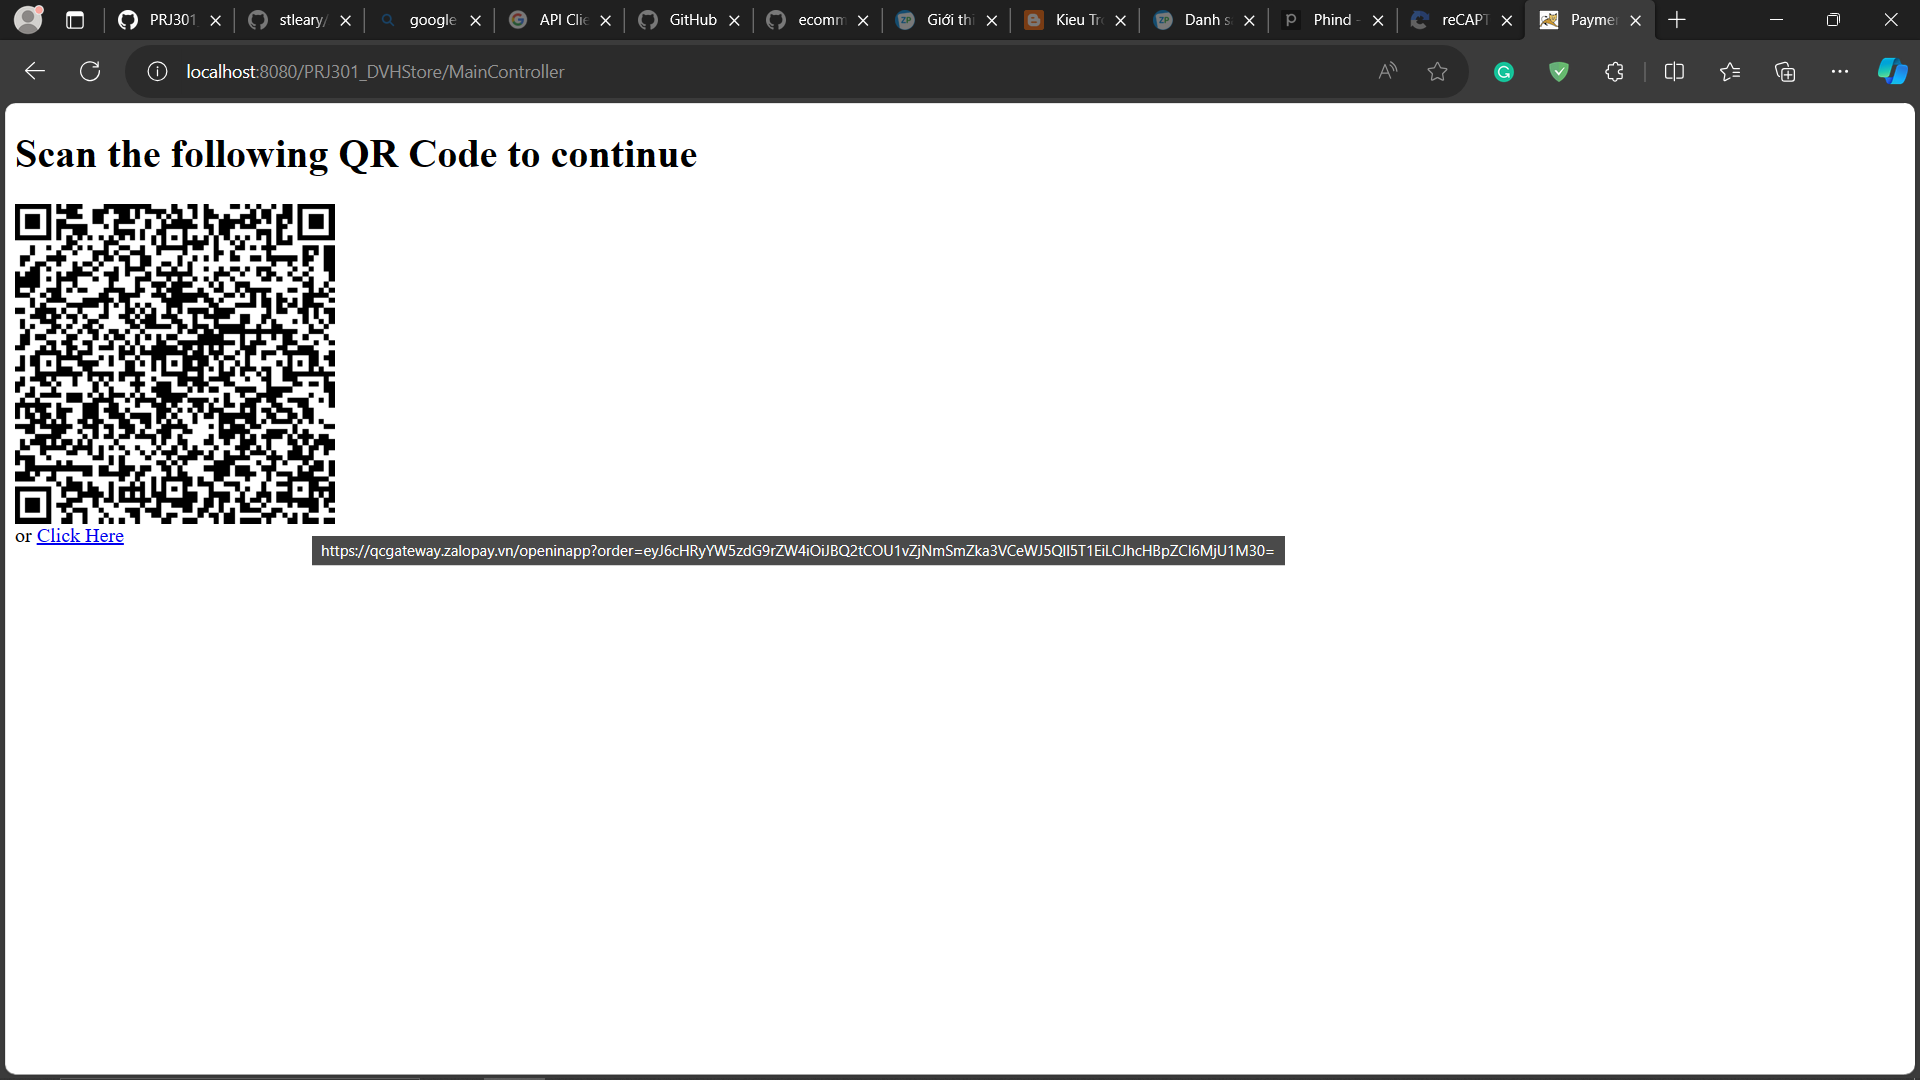 PRJ301
stleary/
google
API Clie
GitHub
ecomm
Giới thi
Kieu Tro
Danh s
Phind -
reCAPT
Paymen
localhost:8080/PRJ301_DVHStore/MainController
Scan the following QR Code to continue
or Click Here
https://qcgateway.zalopay.vn/openinapp?order=eyJ6cHRyYW5zdG9rZW4iOiJBQ2tCOU1vZjNmSmZka3VCeWJ5QlI5T1EiLCJhcHBpZCI6MjU1M30=